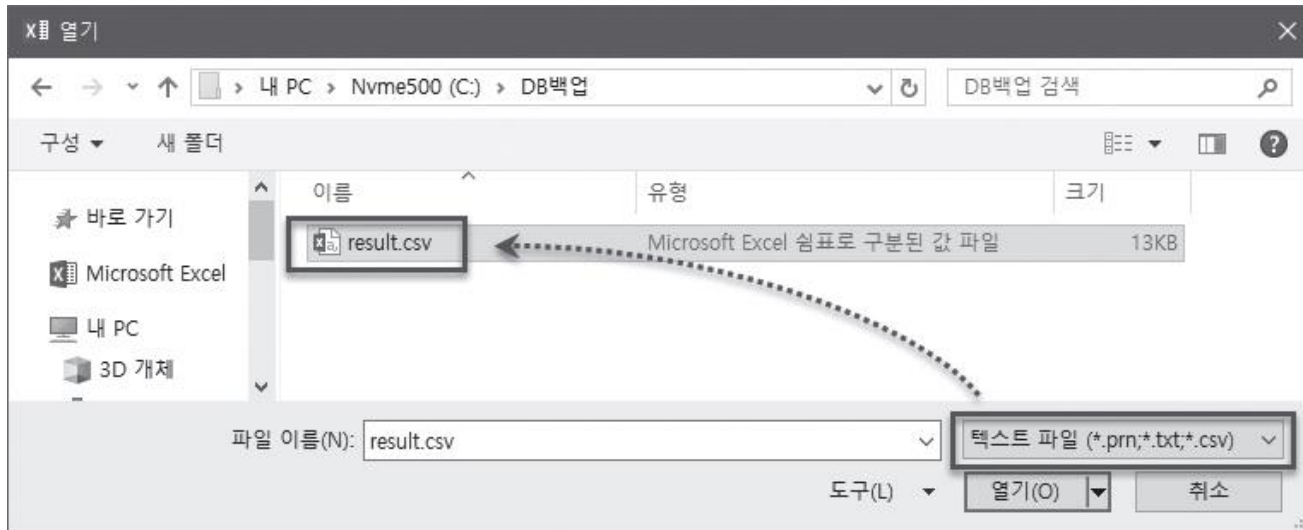 열기
내 PC > Nvme500 (C:) > DB백업
DB백업 검색
구성
새 폴더
이름
유형
크기
바로 가기
result.csv
Microsoft Excel 쉼표로 구분된 값 파일
13KB
Microsoft Excel
내 PC
3D 개체
파일 이름(N): result.csv
텍스트 파일 (*.prn;*.txt;*.csv)
도구(L)
열기(O)
취소